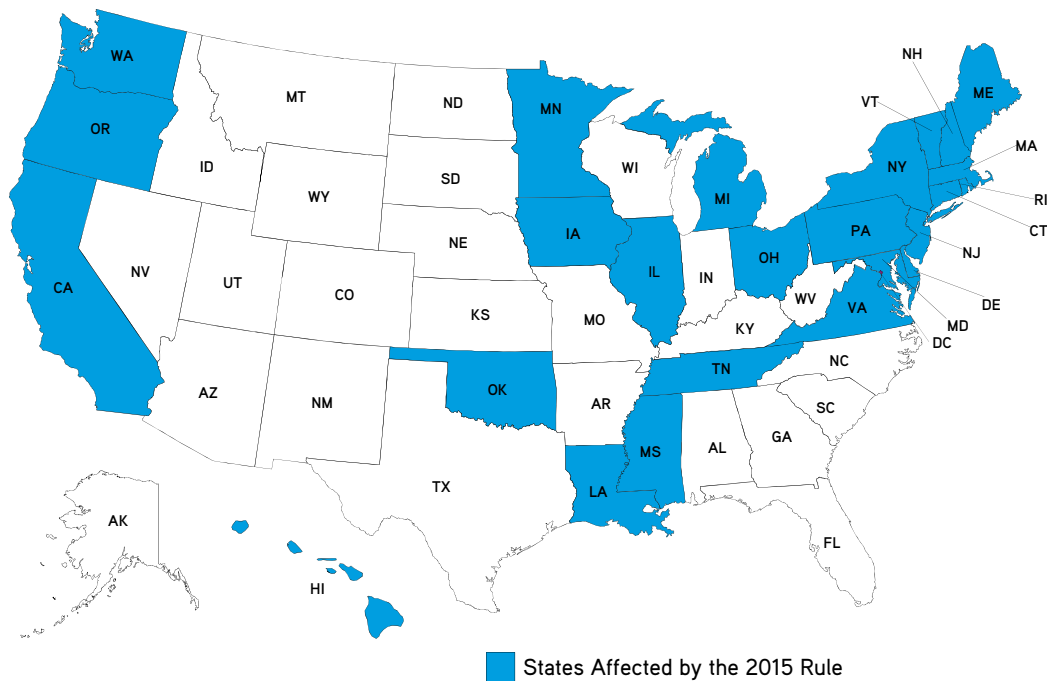 WA
MT
ND
MN
NH
ME
VT
OR
ID
SD
WI
NY
MA
WY
MI
RI
CT
NE
IA
PA
NJ
NV
UT
CO
IL
IN
OH
WV
VA
DE
MD
DC
CA
KS
MO
KY
NC
TN
AZ
NM
OK
AR
SC
GA
AL
MS
TX
LA
AK
FL
HI
States Affected by the 2015 Rule